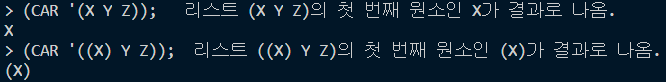 > (CAR '(X Y Z));  리스트 (X Y Z)의 첫 번째 원소인 X가 결과로 나옴.
X
> (CAR '((X) Y Z));  리스트 ((X) Y Z)의 첫 번째 원소인 (X)가 결과로 나옴.
(X)